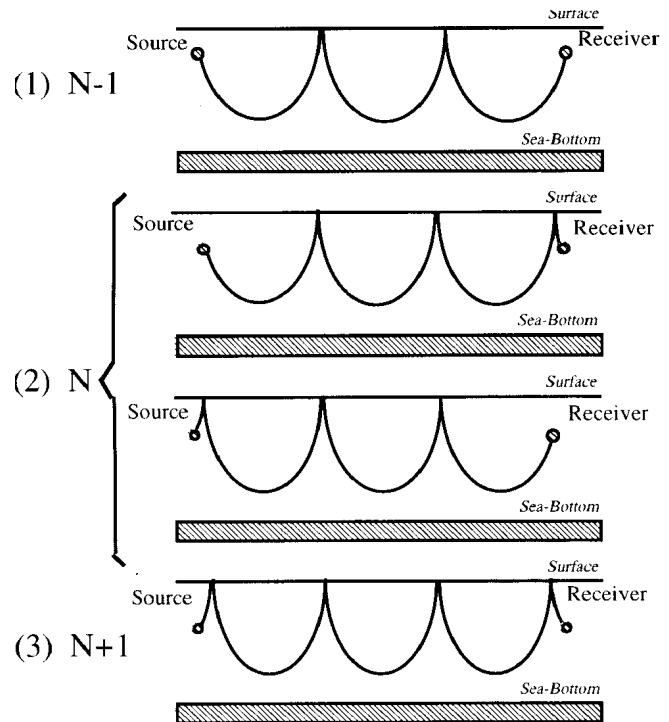 Surface
Source
Receiver
(1) N-1
Sea-Bottom
Surface
Source
Receiver
Sea-Bottom
(2) N
Surface
Source
Receiver
Sea-Bottom
Surface
Source
Receiver
(3) N+1
Sea-Bottom